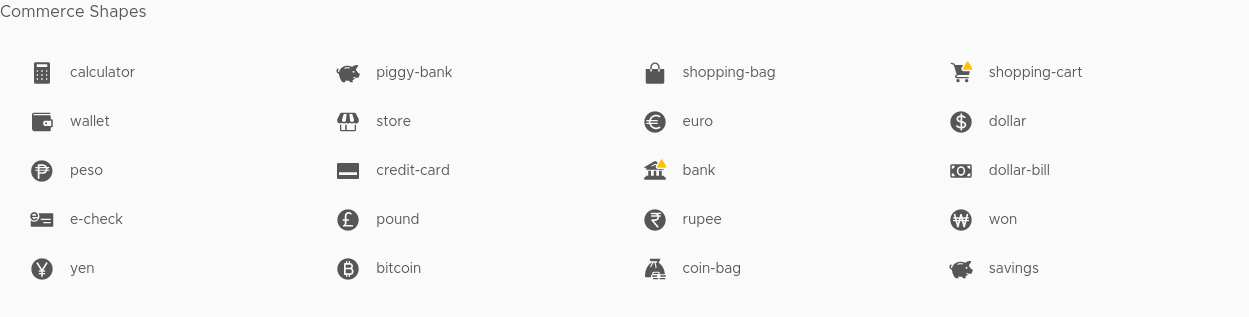 Commerce Shapes
calculator piggy-bank shopping-bag shopping-cart
wallet store euro dollar
peso credit-card bank dollar-bill
e-check pound rupee won
yen bitcoin coin-bag savings